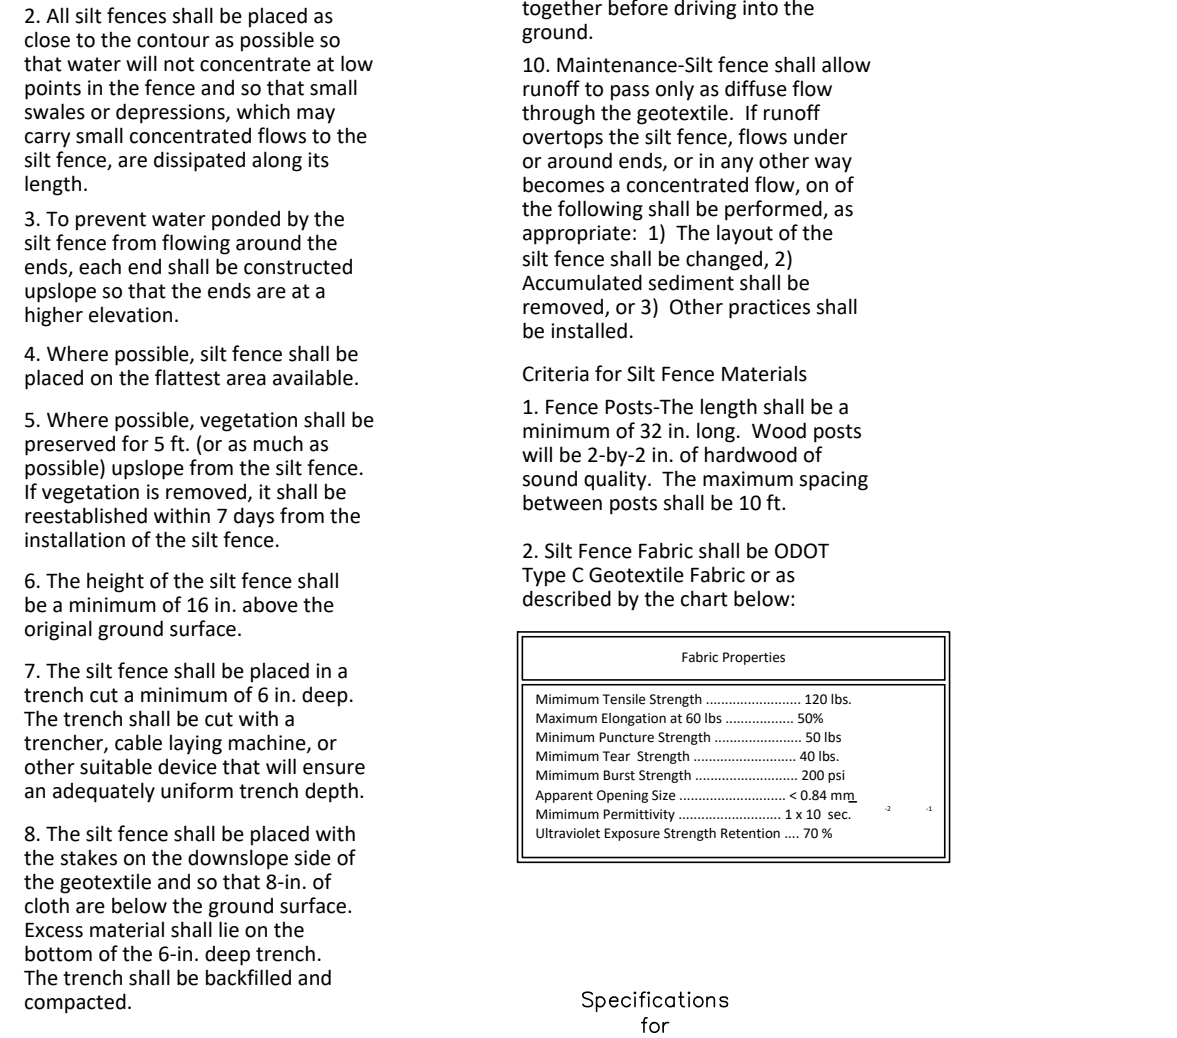 2. All silt fences shall be placed as
close to the contour as possible so
that water will not concentrate at low
points in the fence and so that small
swales or depressions, which may
carry small concentrated flows to the
silt fence, are dissipated along its
length.
3. To prevent water ponded by the
silt fence from flowing around the
ends, each end shall be constructed
upslope so that the ends are at a
higher elevation.
4. Where possible, silt fence shall be
placed on the flattest area available.
5. Where possible, vegetation shall be
preserved for 5 ft. (or as much as
possible) upslope from the silt fence.
If vegetation is removed, it shall be
reestablished within 7 days from the
installation of the silt fence.
6. The height of the silt fence shall
be a minimum of 16 in. above the
original ground surface.
7. The silt fence shall be placed in a
trench cut a minimum of 6 in. deep.
The trench shall be cut with a
trencher, cable laying machine, or
other suitable device that will ensure
an adequately uniform trench depth.
8. The silt fence shall be placed with
the stakes on the downslope side of
the geotextile and so that 8-in. of
cloth are below the ground surface.
Excess material shall lie on the
bottom of the 6-in. deep trench.
The trench shall be backfilled and
compacted.
together before driving into the
ground.
10. Maintenance-Silt fence shall allow
runoff to pass only as diffuse flow
through the geotextile.  If runoff
overtops the silt fence, flows under
or around ends, or in any other way
becomes a concentrated flow, on of
the following shall be performed, as
appropriate:  1)  The layout of the
silt fence shall be changed, 2)
Accumulated sediment shall be
removed, or 3)  Other practices shall
be installed.
Criteria for Silt Fence Materials
1. Fence Posts-The length shall be a
minimum of 32 in. long.  Wood posts
will be 2-by-2 in. of hardwood of
sound quality.  The maximum spacing
between posts shall be 10 ft.
2. Silt Fence Fabric shall be ODOT
Type C Geotextile Fabric or as
described by the chart below:
Fabric Properties
Mimimum Tensile Strength ......................... 120 lbs.
Maximum Elongation at 60 lbs .................. 50%
Minimum Puncture Strength ....................... 50 lbs
Mimimum Tear  Strength ........................... 40 lbs.
Mimimum Burst Strength ........................... 200 psi
Apparent Opening Size ............................ < 0.84 mm
Mimimum Permittivity ........................... 1 x 10  sec. -2 -1
Ultraviolet Exposure Strength Retention .... 70 %
Specifications
for